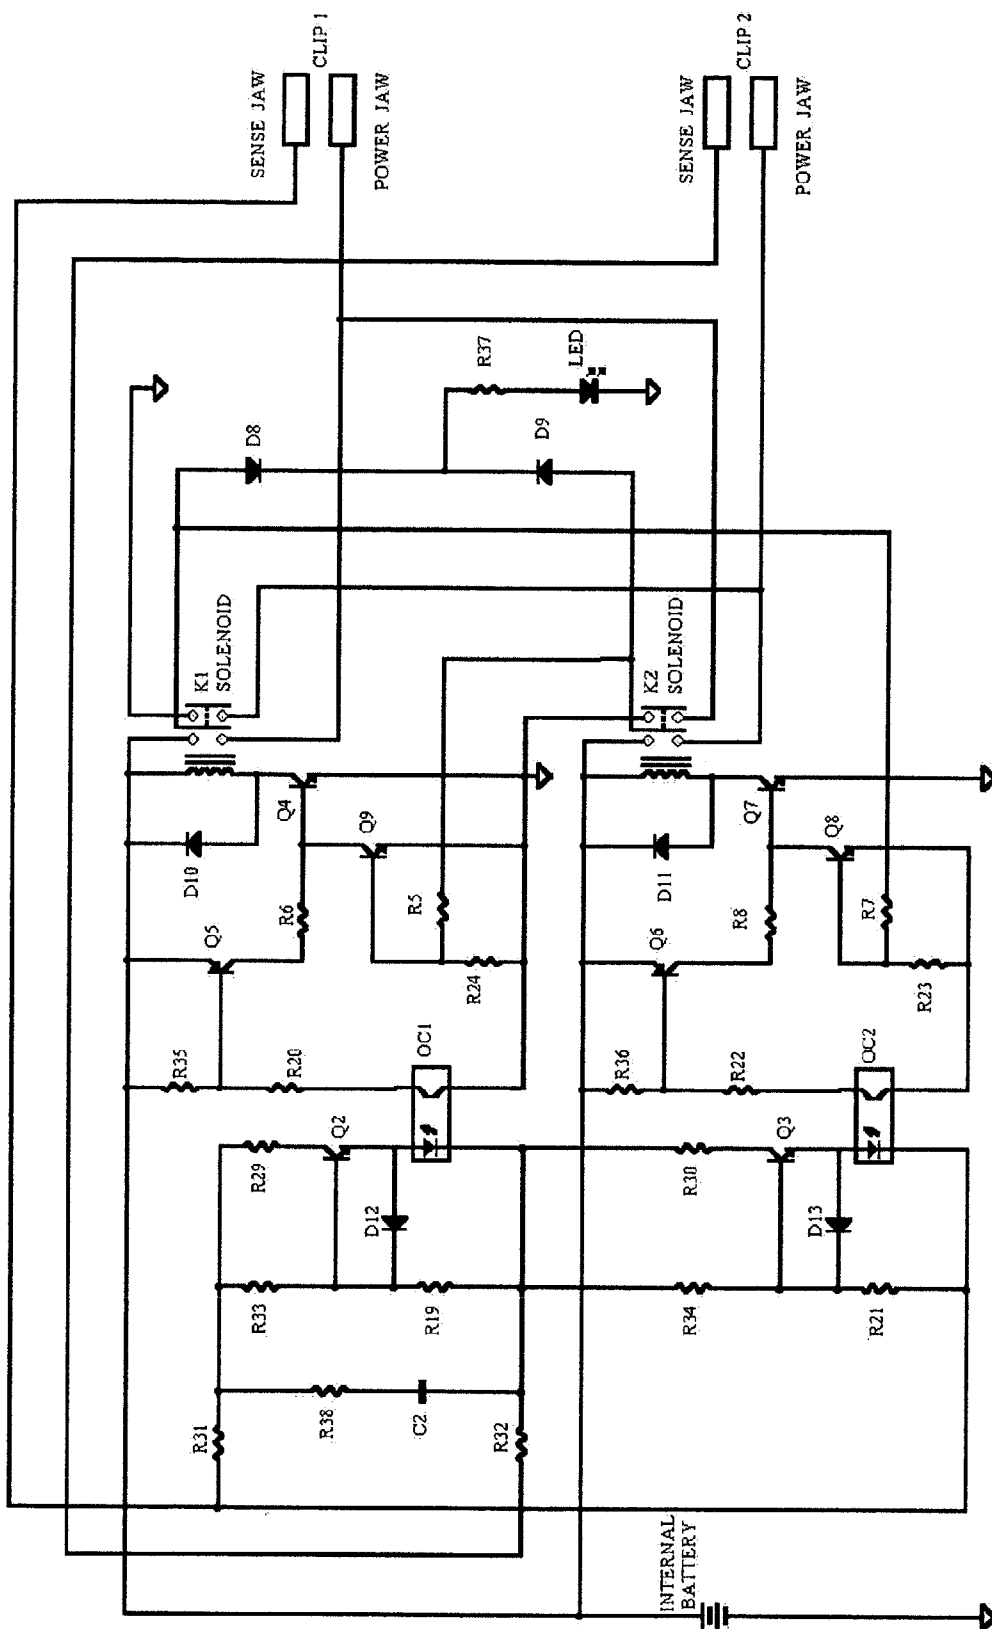 SENSE JAW
CLIP 1
POWER JAW
SENSE JAW
CLIP 2
POWER JAW
R37
LED
D8
D9
K1
SOLENOID
K2
SOLENOID
Q4
D10
Q9
Q7
D11
Q8
R6
R5
R8
R7
Q5
R24
Q6
R23
R35
R20
OC1
R36
R22
OC2
R29
Q2
R30
Q3
D12
D13
R33
R19
R34
R21
R31
R38
C2
R32
INTERNAL
BATTERY